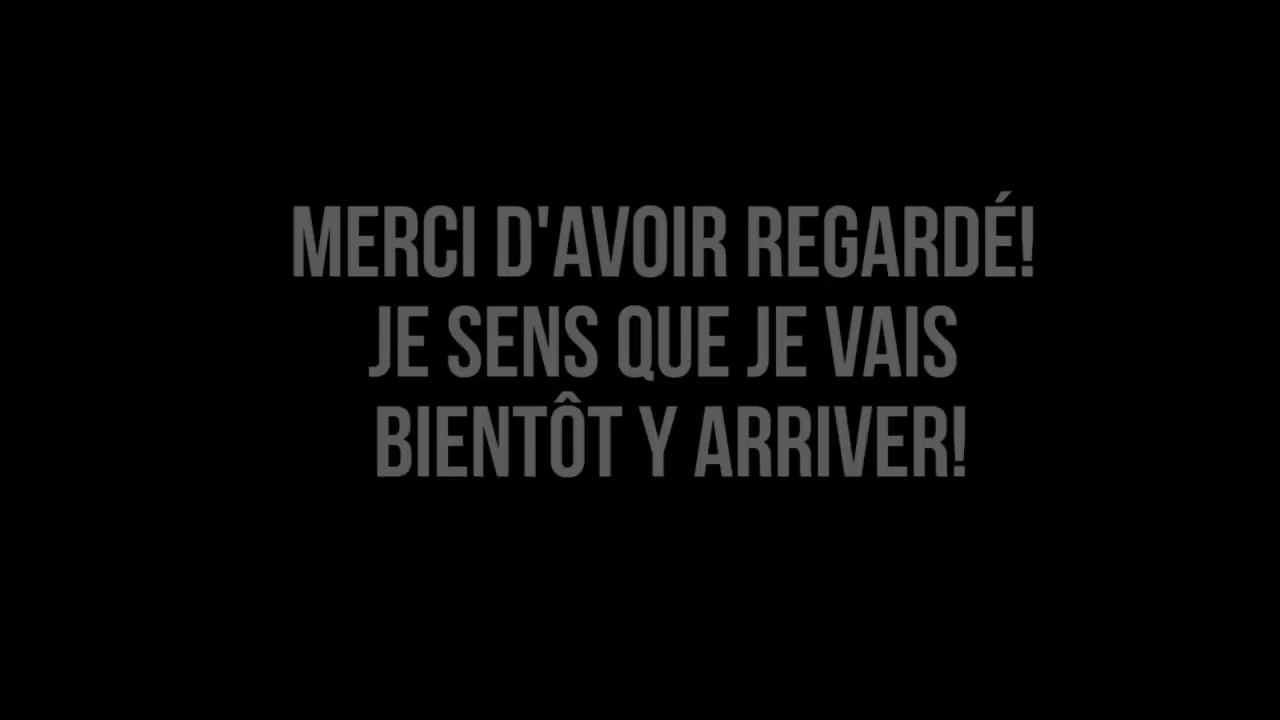 MERCI D'AVOIR REGARDÉ!
JE SENS QUE JE VAIS
BIENTÔT Y ARRIVER!